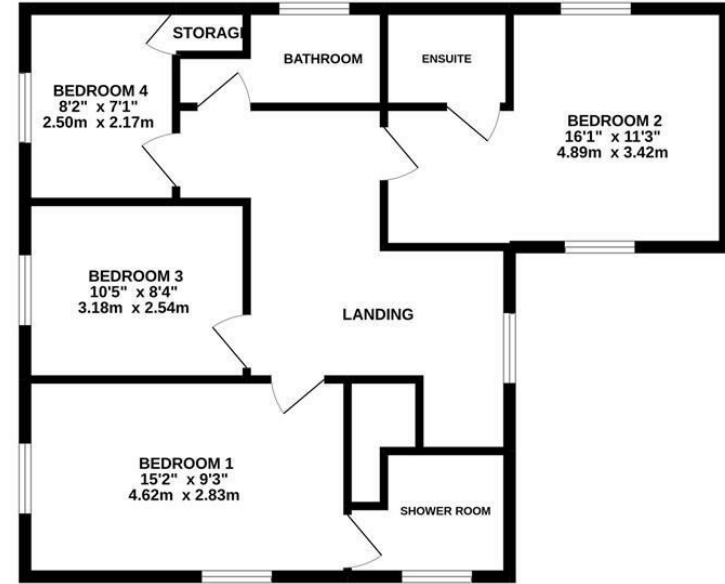 STORAGE
BATHROOM
ENSUITE
BEDROOM 4
8'2" x 7'1"
2.50m x 2.17m
BEDROOM 2
16'1" x 11'3"
4.89m x 3.42m
BEDROOM 3
10'5" x 8'4"
3.18m x 2.54m
LANDING
BEDROOM 1
15'2" x 9'3"
4.62m x 2.83m
SHOWER ROOM